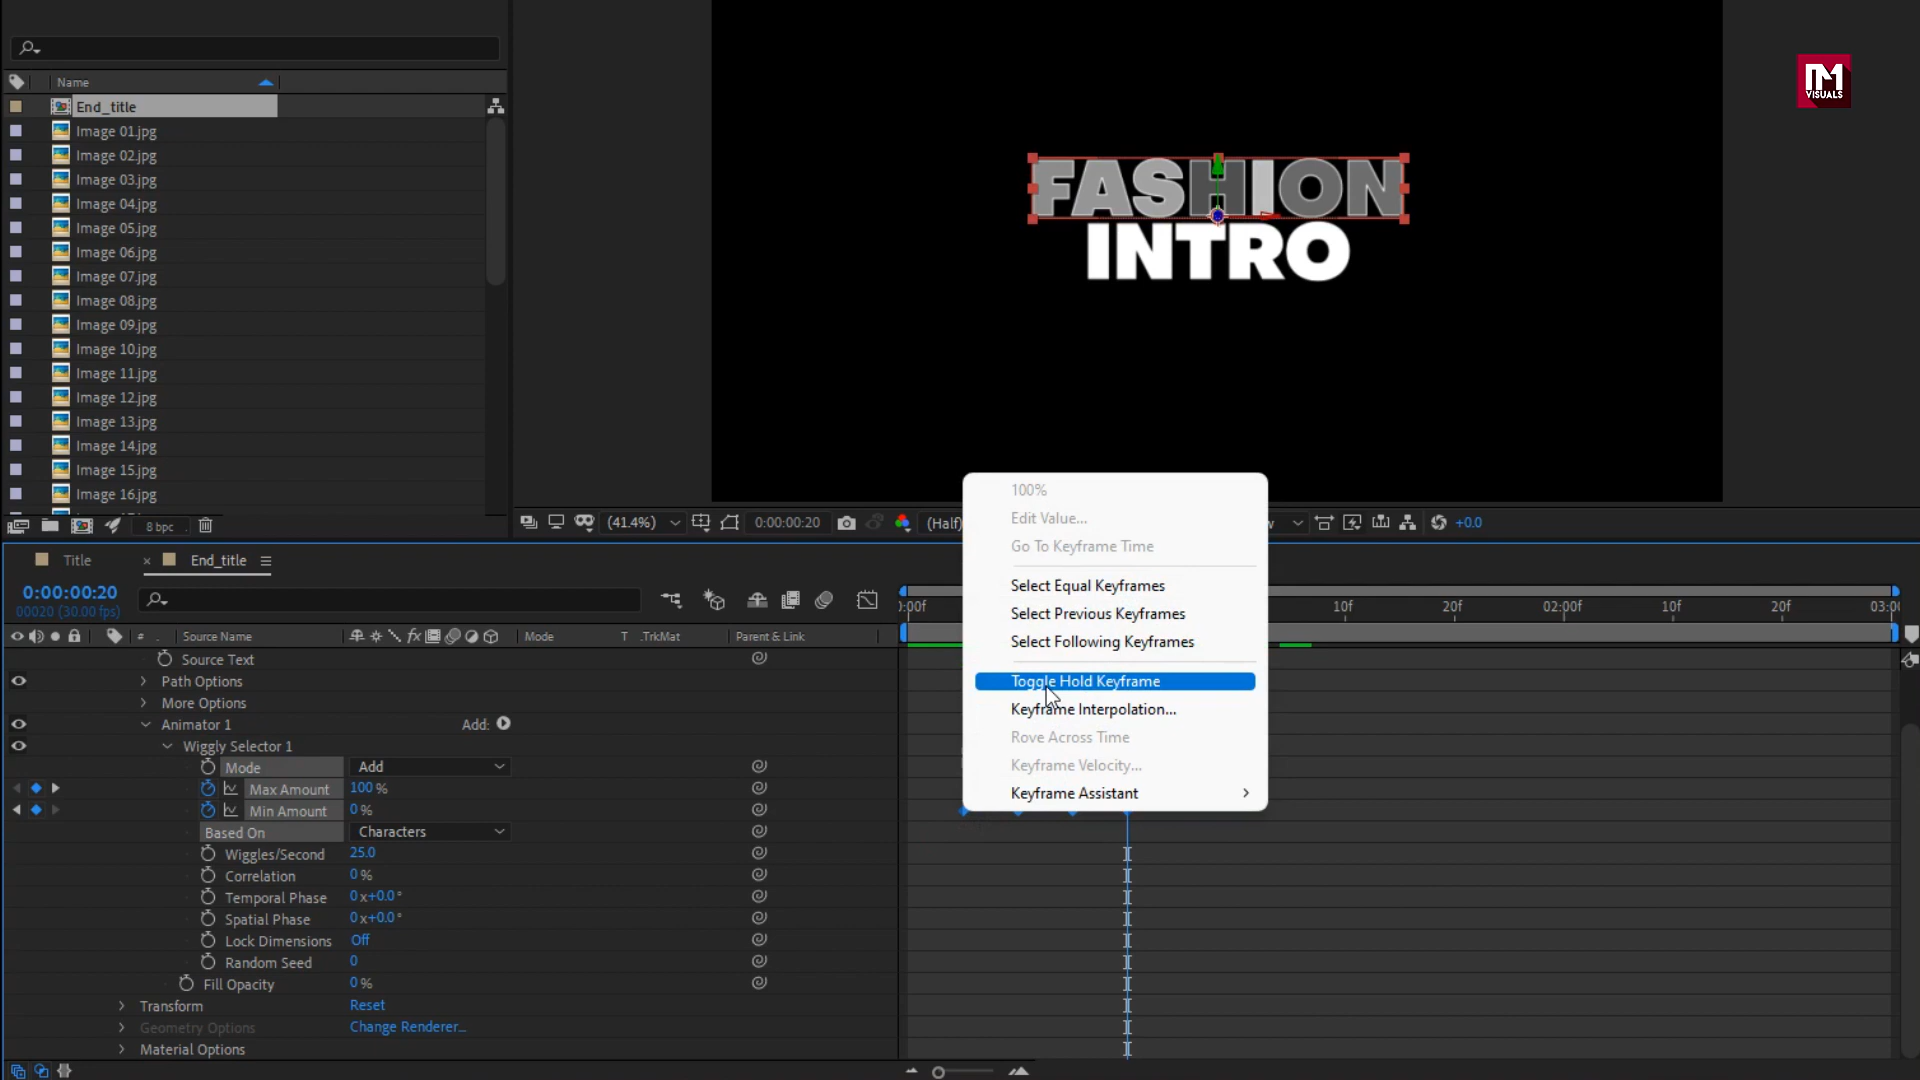 Name
End_title
Image 01.jpg
Image 02.jpg
Image 03.jpg
Image 04.jpg
Image 05.jpg
Image 06.jpg
Image 07.jpg
Image 08.jpg
Image 09.jpg
Image 10.jpg
Image 11.jpg
Image 12.jpg
Image 13.jpg
Image 14.jpg
Image 15.jpg
Image 16.jpg
8 bpc
FASHION
INTRO
VISUALS
(41.4%)
0:00:00:20
(Half)
+0.0
Title
End_title
0:00:00:20
00020 (30.00 fps)
Source Name
Mode
T .TrkMat
Parent & Link
:00f
10f
20f
02:00f
10f
20f
Source Text
Path Options
More Options
Animator 1
Add:
Wiggly Selector 1
Mode
Add
Max Amount
100 %
Min Amount
0 %
Based On
Characters
Wiggles/Second
25.0
Correlation
0 %
Temporal Phase
0 x+0.0 °
Spatial Phase
0 x+0.0 °
Lock Dimensions
Off
Random Seed
0
Fill Opacity
0 %
Transform
Reset
Geometry Options
Change Renderer...
Material Options
100%
Edit Value...
Go To Keyframe Time
Select Equal Keyframes
Select Previous Keyframes
Select Following Keyframes
Toggle Hold Keyframe
Keyframe Interpolation...
Rove Across Time
Keyframe Velocity...
Keyframe Assistant